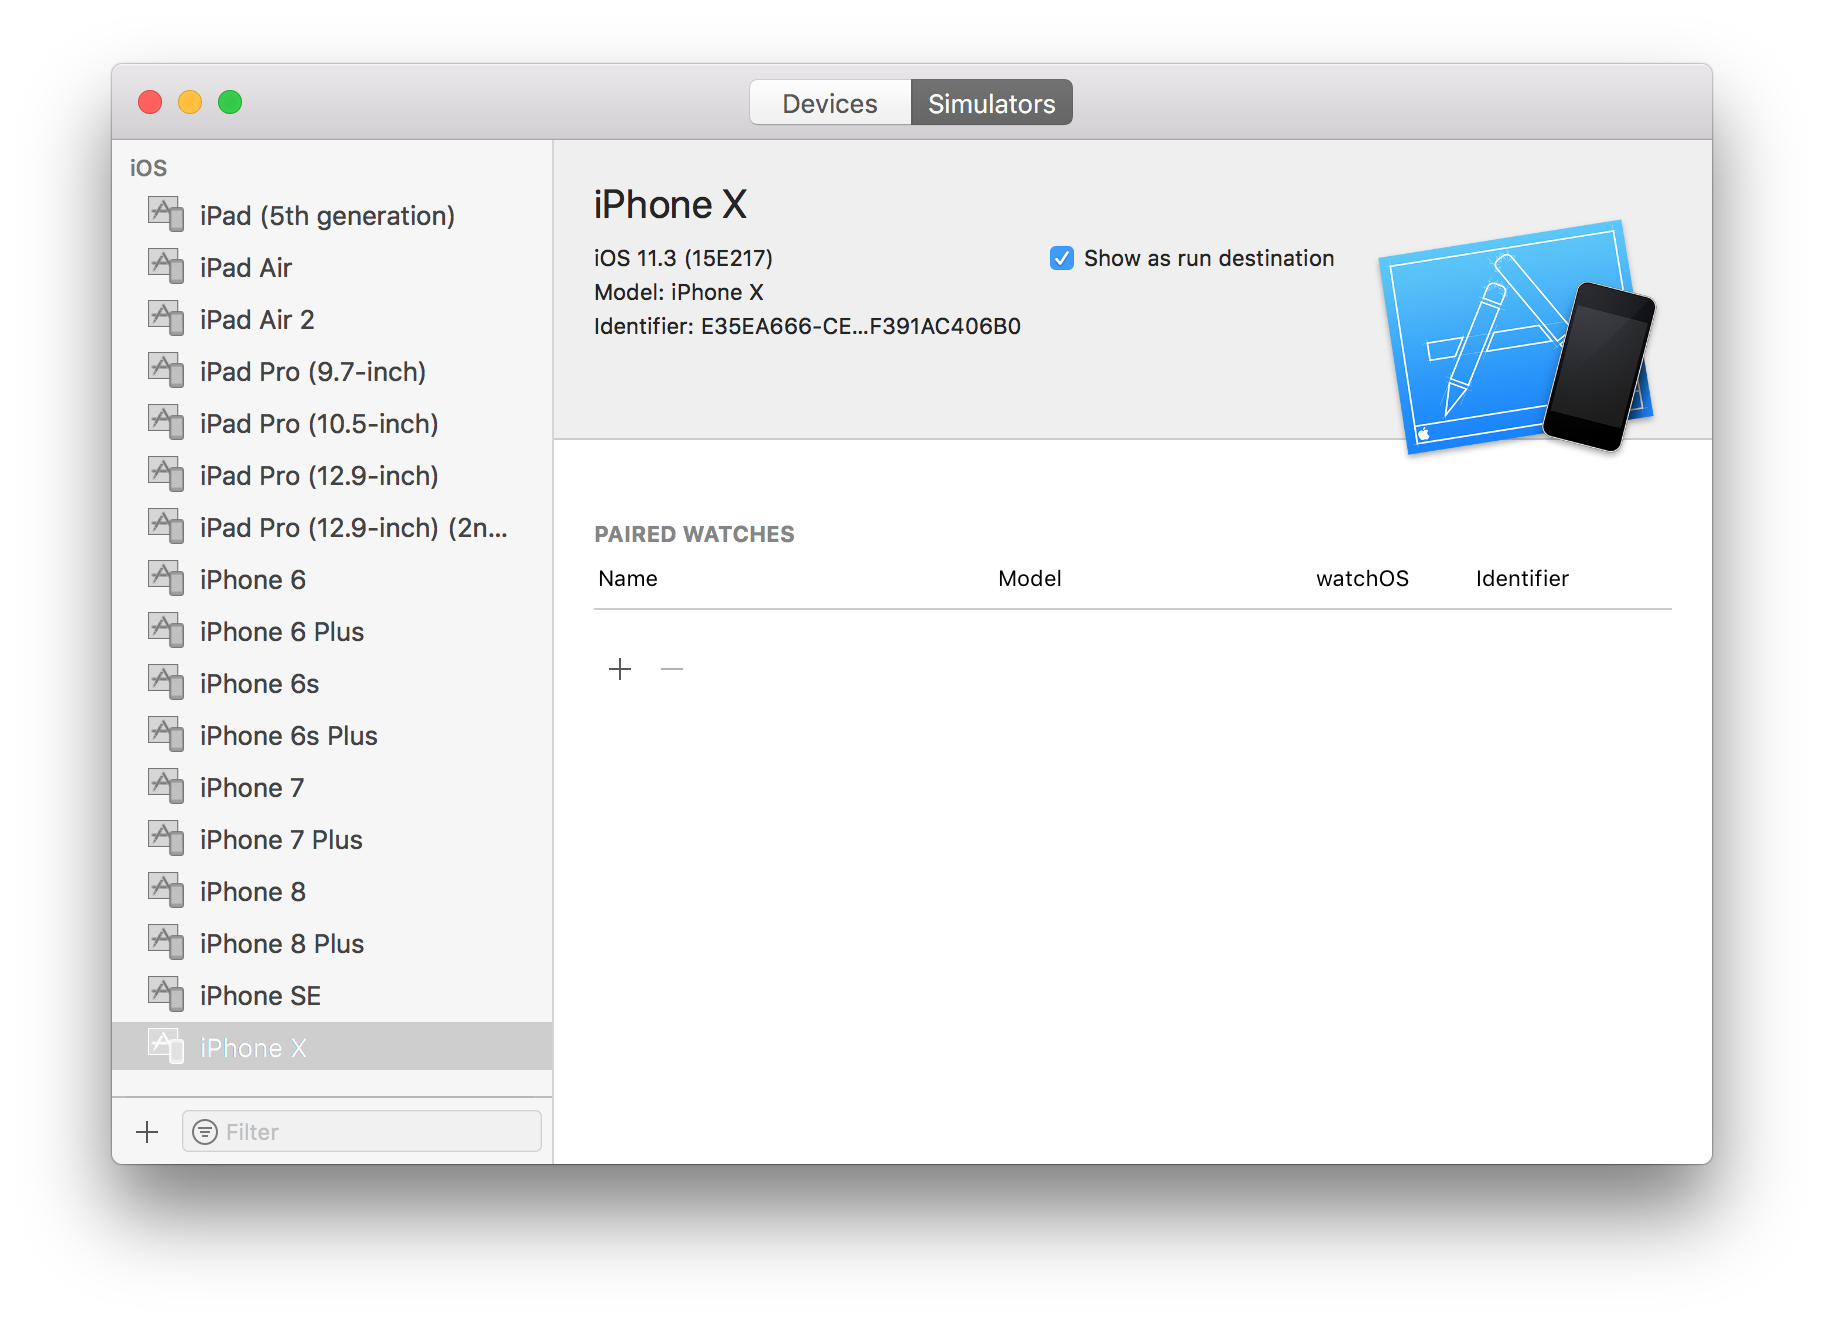 Devices
Simulators
iOS
iPad (5th generation)
iPad Air
iPad Air 2
iPad Pro (9.7-inch)
iPad Pro (10.5-inch)
iPad Pro (12.9-inch)
iPad Pro (12.9-inch) (2n...
iPhone 6
iPhone 6 Plus
iPhone 6s
iPhone 6s Plus
iPhone 7
iPhone 7 Plus
iPhone 8
iPhone 8 Plus
iPhone SE
iPhone X
Filter
iPhone X
iOS 11.3 (15E217)
Model: iPhone X
Identifier: E35EA666-CE...F391AC406B0
Show as run destination
PAIRED WATCHES
Name Model watchOS Identifier